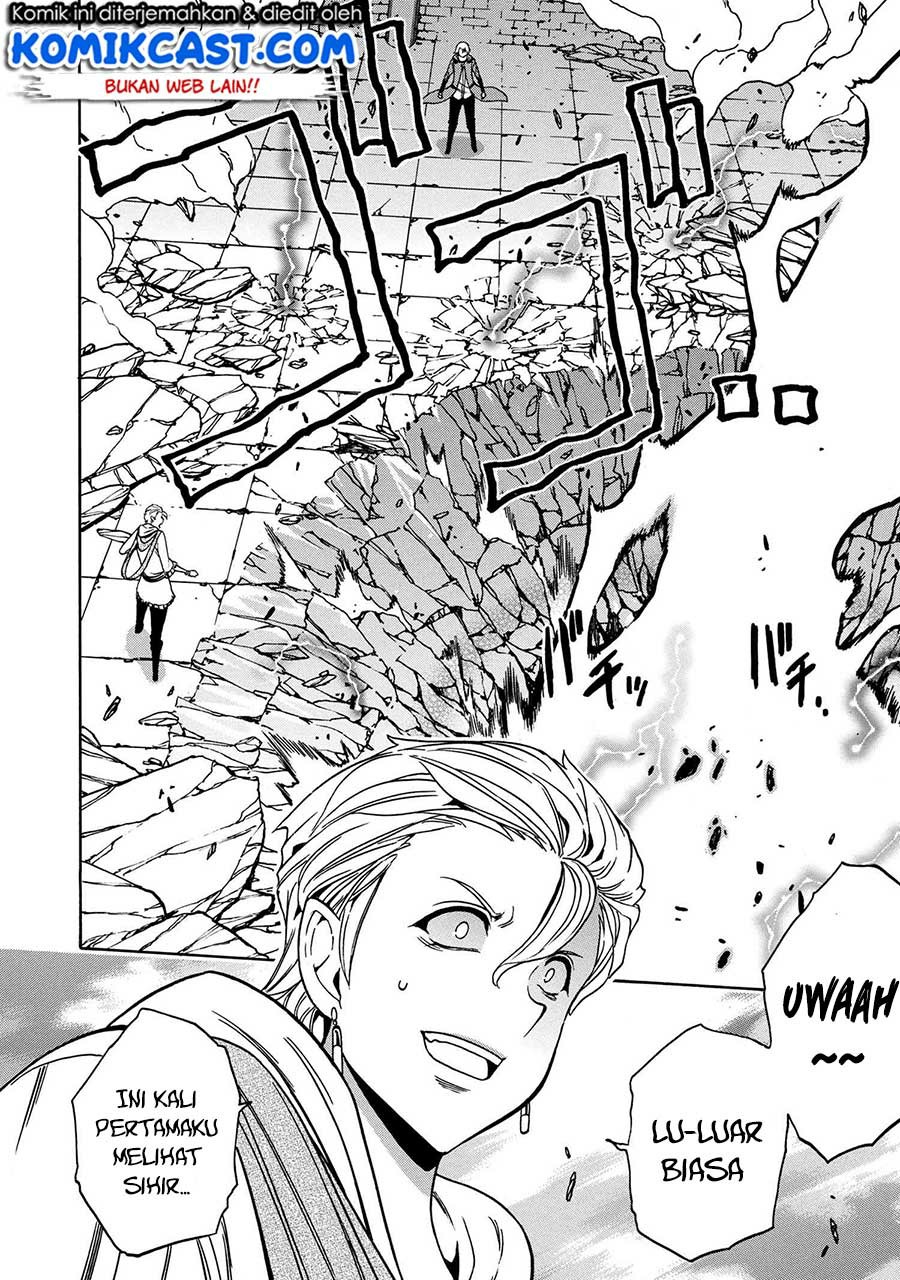 Komik ini diterjemahkan & diedit oleh
KOMIKCAST.COM
BUKAN WEB LAIN!!
ゴゴ゛..
バチッ
バチ.
UWAAH
~~
LU-LUAR
BIASA
INI KALI
PERTAMAKU
MELIHAT
SIHIR...